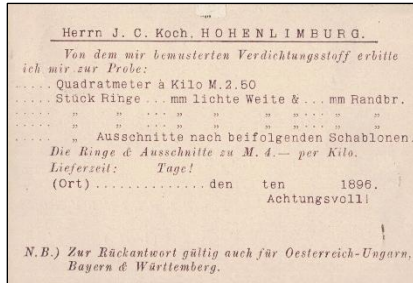 Herrn J. C. Koch, HOHENLIMBURG.
Von dem mir bemusterten Verdichtungsstoff erbitte
ich mir zur Probe:
..... Quadratmeter à Kilo M. 2.50
..... Stück Ringe ... mm lichte Weite & ... mm Randbr.
..... „ „ ... „ „ „ „ ... „ „
..... „ „ ... „ „ „ „ ... „ „
..... „ Ausschnitte nach beifolgenden Schablonen.
Die Ringe & Ausschnitte zu M. 4.— per Kilo.
Lieferzeit: Tage!
(Ort) .............. den ten 1896.
Achtungsvoll!
N.B.) Zur Rückantwort gültig auch für Oesterreich-Ungarn,
Bayern & Württemberg.